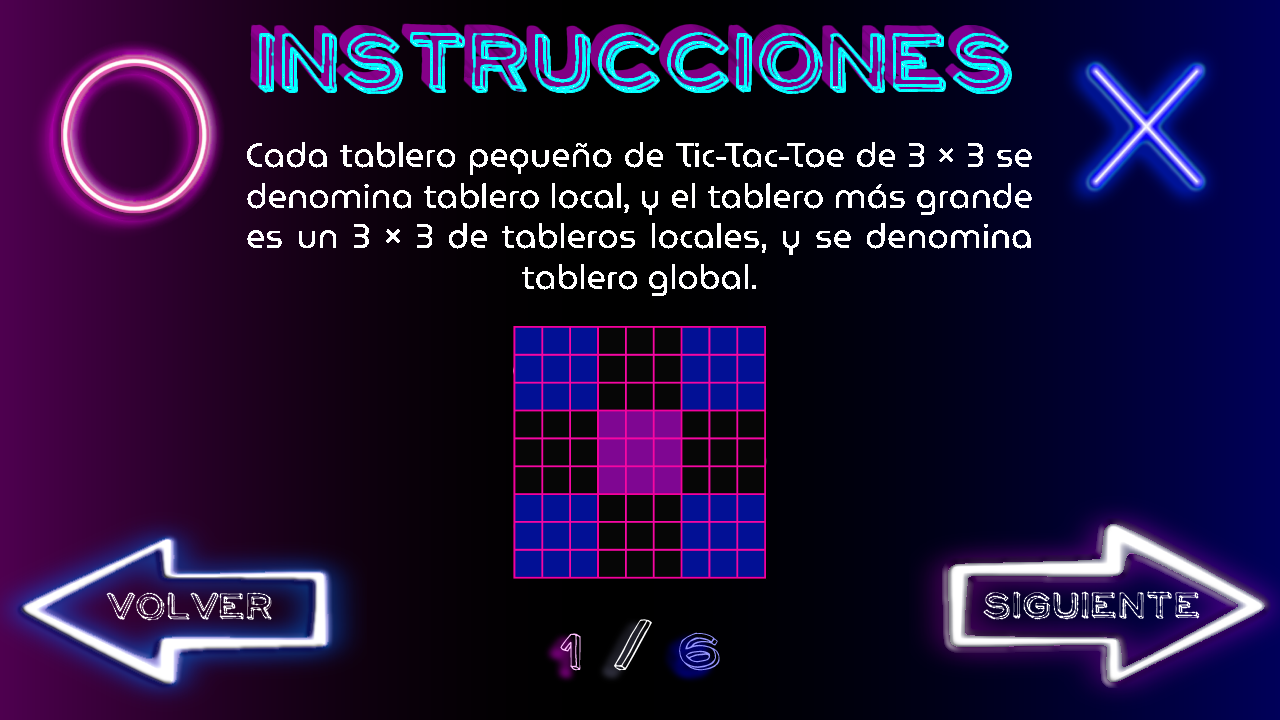 INSTRUCCIONES
Cada tablero pequeño de Tic-Tac-Toe de 3 × 3 se
denomina tablero local, y el tablero más grande
es un 3 × 3 de tableros locales, y se denomina
tablero global.
VOLVER
SIGUIENTE
1 / 6